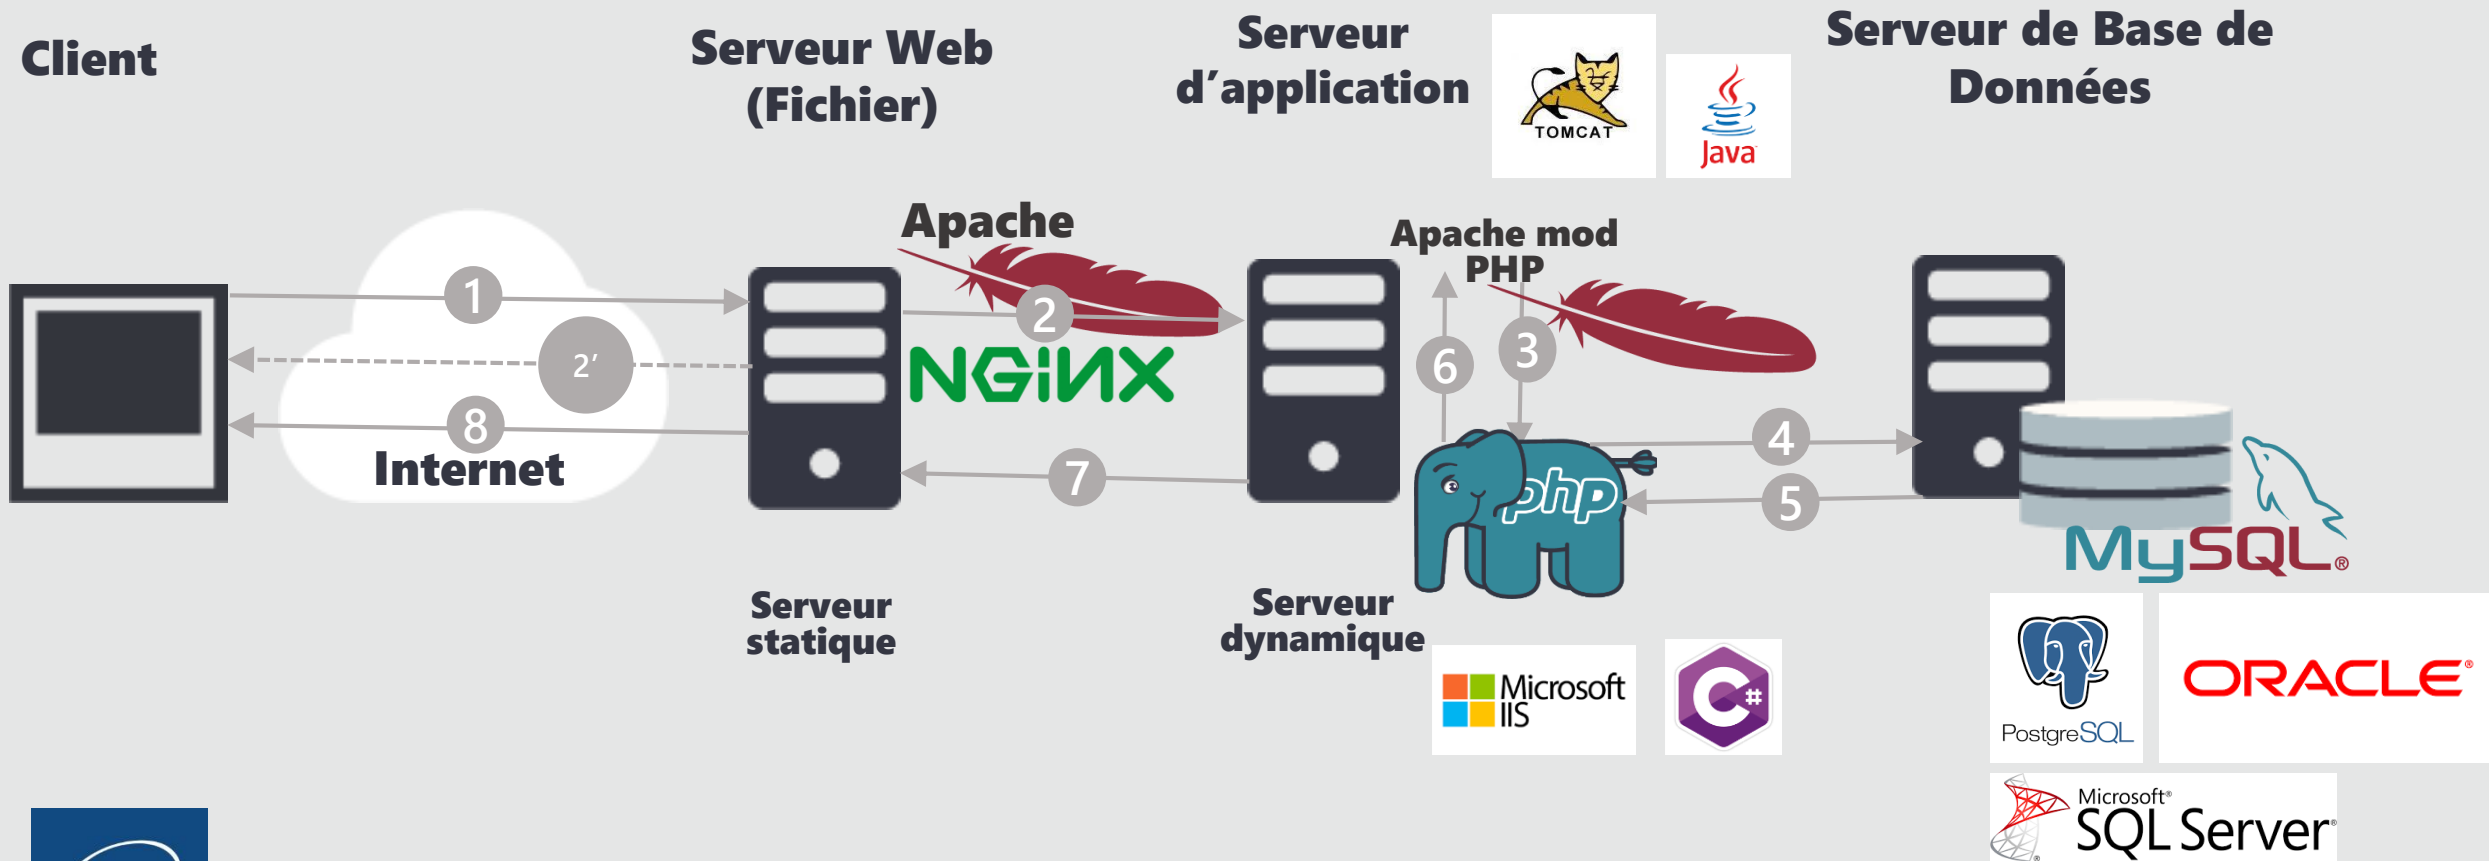 Client
Serveur Web
(Fichier)
Serveur
d’application
TOMCAT
Java
Serveur de Base de
Données
Apache
Apache mod
PHP
1
2
2’
3
6
NGiNX
8
Internet
4
7
php
5
MySQL®
Serveur
statique
Serveur
dynamique
Microsoft
IIS
C#
PostgreSQL
ORACLE®
Microsoft®
SQL Server®